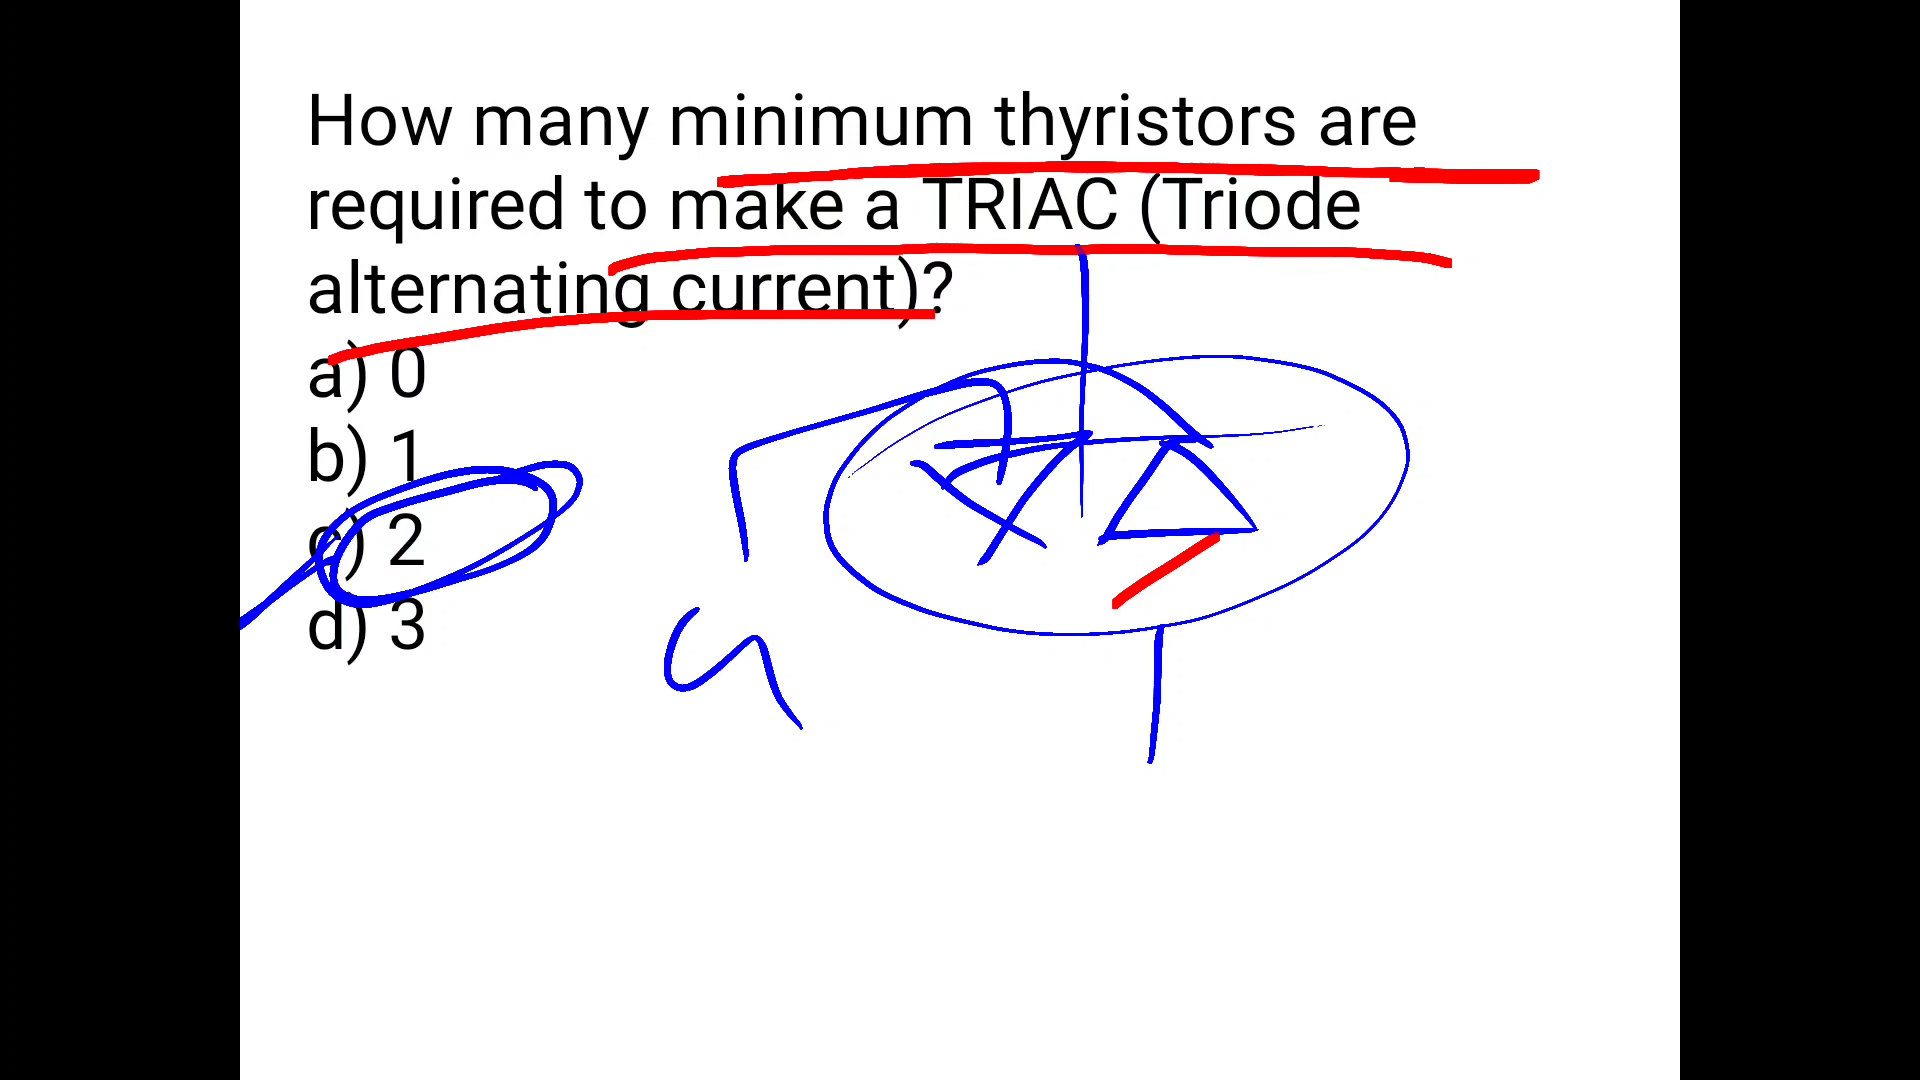 How many minimum thyristors are
required to make a TRIAC (Triode
alternating current)?
a) 0
b) 1
c) 2
d) 3